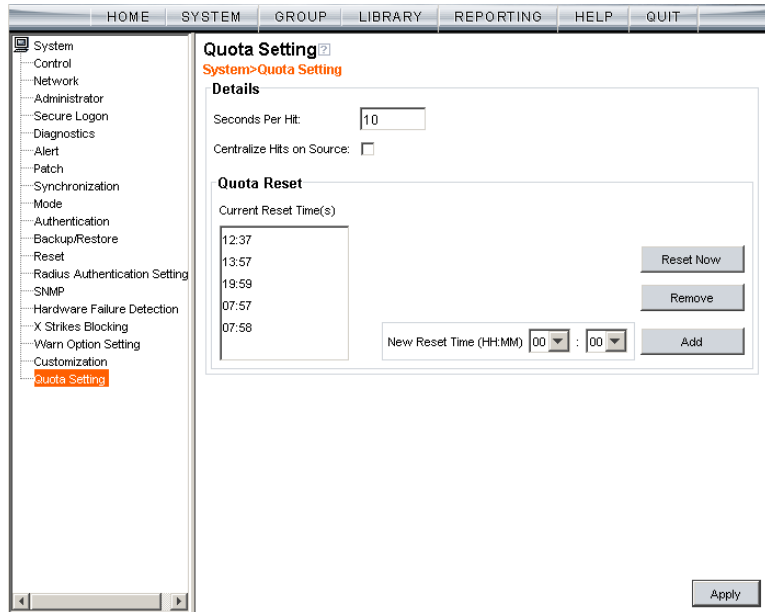 HOME SYSTEM GROUP LIBRARY REPORTING HELP QUIT
System
Control
Network
Administrator
Secure Logon
Diagnostics
Alert
Patch
Synchronization
Mode
Authentication
Backup/Restore
Reset
Radius Authentication Setting
SNMP
Hardware Failure Detection
X Strikes Blocking
Warn Option Setting
Customization
Quota Setting
Quota Setting?
System>Quota Setting
Details
Seconds Per Hit: 10
Centralize Hits on Source:
Quota Reset
Current Reset Time(s)
12:37
13:57
19:59
07:57
07:58
Reset Now
Remove
New Reset Time (HH:MM) 00 : 00 Add
Apply